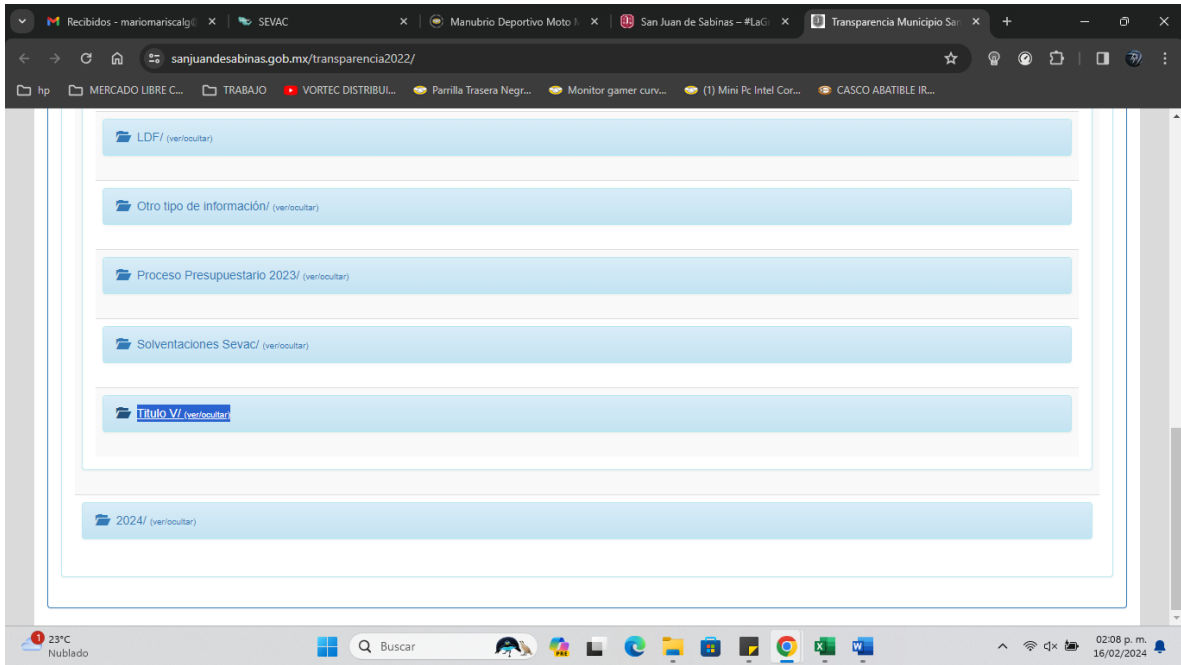 Recibidos - mariomariscalg@
SEVAC
Manubrio Deportivo Moto
San Juan de Sabinas – #LaGr
Transparencia Municipio San
sanjuandesabinas.gob.mx/transparencia2022/
hp
MERCADO LIBRE C...
TRABAJO
VORTEC DISTRIBUI...
Parrilla Trasera Negr...
Monitor gamer curv...
(1) Mini Pc Intel Cor...
CASCO ABATIBLE IR...
LDF/ (ver/ocultar)
Otro tipo de información/ (ver/ocultar)
Proceso Presupuestario 2023/ (ver/ocultar)
Solventaciones Sevac/ (ver/ocultar)
Titulo V/ (ver/ocultar)
2024/ (ver/ocultar)
1
23°C
Nublado
Buscar
PRE
02:08 p. m.
16/02/2024